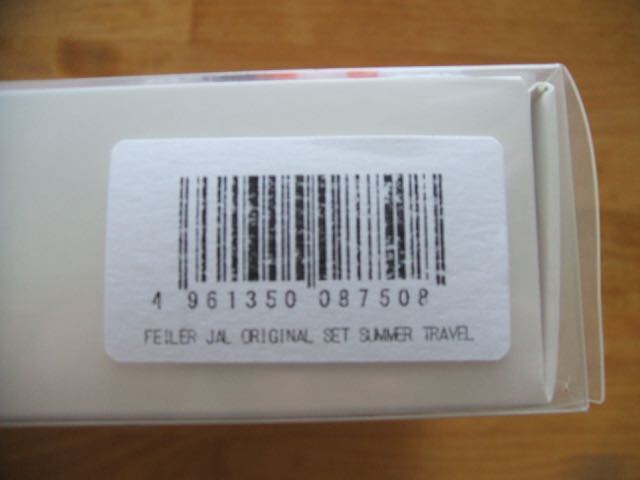 4 961350 087508
FEILER JAL ORIGINAL SET SUMMER TRAVEL